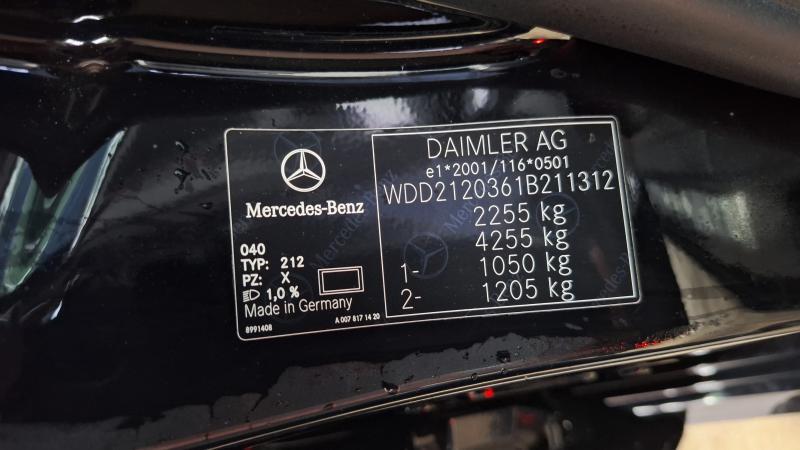 Mercedes-Benz
040
TYP: 212
PZ: X
1,0 %
Made in Germany
8991408
A 007 817 14 20
DAIMLER AG
e1*2001/116*0501
WDD2120361B211312
2255 kg
4255 kg
1- 1050 kg
2- 1205 kg